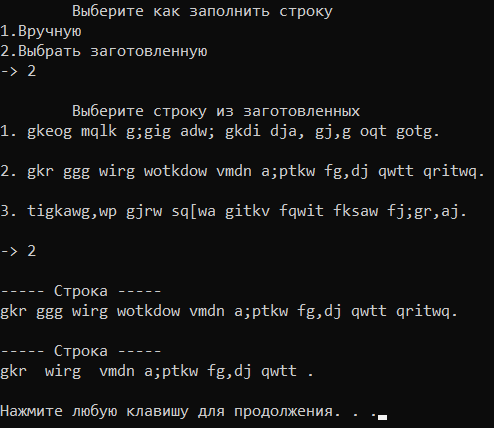 Выберите как заполнить строку
1.Вручную
2.Выбрать заготовленную
-> 2
Выберите строку из заготовленных
1. gkeog mqlk g;gig adw; gkdi dja, gj,g oqt gotg.
2. gkr ggg wirg wotkdow vmdn a;ptkw fg,dj qwtt qritwq.
3. tigkawg,wp gjrw sq[wa gitkv fqwit fksaw fj;gr,aj.
-> 2
----- Строка -----
gkr ggg wirg wotkdow vmdn a;ptkw fg,dj qwtt qritwq.
----- Строка -----
gkr  wirg  vmdn a;ptkw fg,dj qwtt .
Нажмите любую клавишу для продолжения. . .